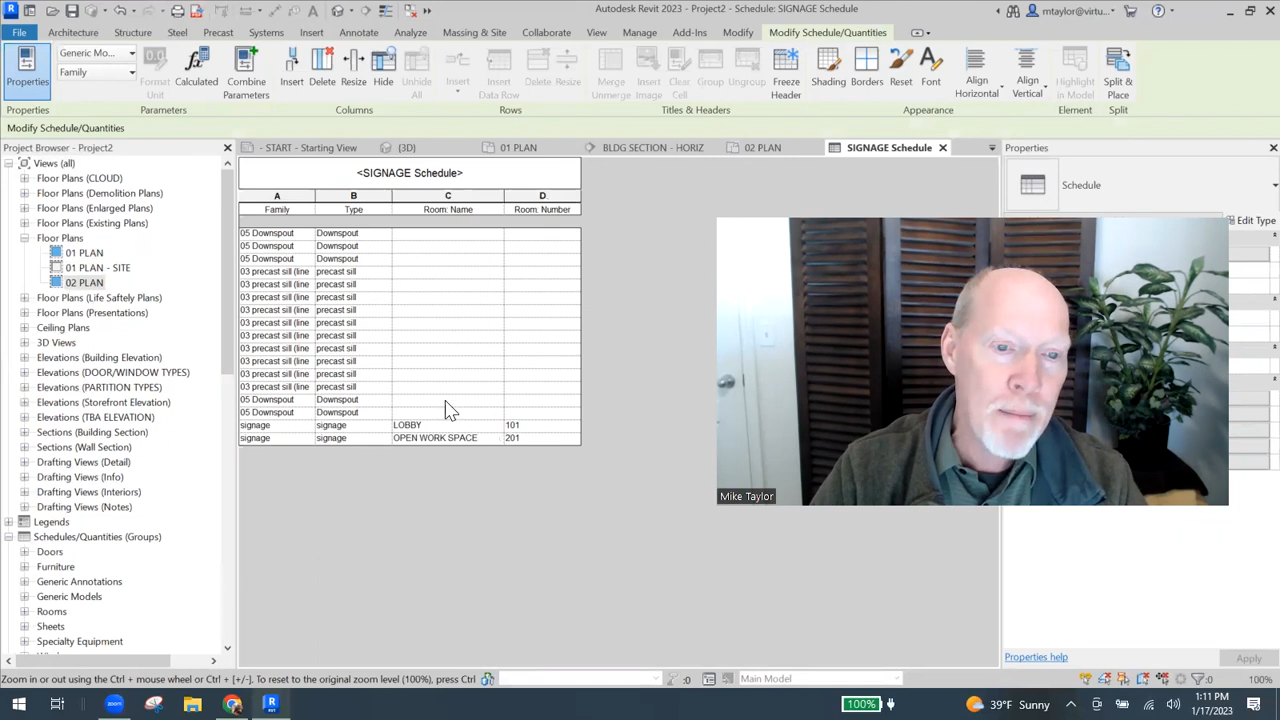 Autodesk Revit 2023 - Project2 - Schedule: SIGNAGE Schedule
mtaylor@virtu...
File Architecture Structure Steel Precast Systems Insert Annotate Analyze Massing & Site Collaborate View Manage Add-Ins Modify Modify Schedule/Quantities
Generic Mo...
Family
Properties
Format Unit
Calculated
Combine Parameters
Insert
Delete
Resize
Hide
Unhide All
Insert
Insert Data Row
Delete
Resize
Merge Unmerge
Insert Image
Clear Cell
Group
Ungroup
Freeze Header
Shading
Borders
Reset
Font
Align Horizontal
Align Vertical
Highlight in Model
Split & Place
Properties Parameters Columns Rows Titles & Headers Appearance Element Split
Modify Schedule/Quantities
Project Browser - Project2
- START - Starting View
{3D}
01 PLAN
BLDG SECTION - HORIZ
02 PLAN
SIGNAGE Schedule
Properties
Views (all)
Floor Plans (CLOUD)
Floor Plans (Demolition Plans)
Floor Plans (Enlarged Plans)
Floor Plans (Existing Plans)
Floor Plans
01 PLAN
01 PLAN - SITE
02 PLAN
Floor Plans (Life Saftely Plans)
Floor Plans (Presentations)
Ceiling Plans
3D Views
Elevations (Building Elevation)
Elevations (DOOR/WINDOW TYPES)
Elevations (PARTITION TYPES)
Elevations (Storefront Elevation)
Elevations (TBA ELEVATION)
Sections (Building Section)
Sections (Wall Section)
Drafting Views (Detail)
Drafting Views (Info)
Drafting Views (Interiors)
Drafting Views (Notes)
Legends
Schedules/Quantities (Groups)
Doors
Furniture
Generic Annotations
Generic Models
Rooms
Sheets
Specialty Equipment
<SIGNAGE Schedule>
A B C D
Family Type Room: Name Room: Number
05 Downspout Downspout
05 Downspout Downspout
05 Downspout Downspout
03 precast sill (line precast sill
03 precast sill (line precast sill
03 precast sill (line precast sill
03 precast sill (line precast sill
03 precast sill (line precast sill
03 precast sill (line precast sill
03 precast sill (line precast sill
03 precast sill (line precast sill
03 precast sill (line precast sill
03 precast sill (line precast sill
05 Downspout Downspout
05 Downspout Downspout
signage signage LOBBY 101
signage signage OPEN WORK SPACE 201
Schedule
Edit Type
Mike Taylor
Properties help
Apply
Zoom in or out using the Ctrl + mouse wheel or Ctrl + [+/-]. To reset to the original zoom level (100%), press Ctrl
:0
Main Model
:0
100%
100%
39°F Sunny
1:11 PM
1/17/2023